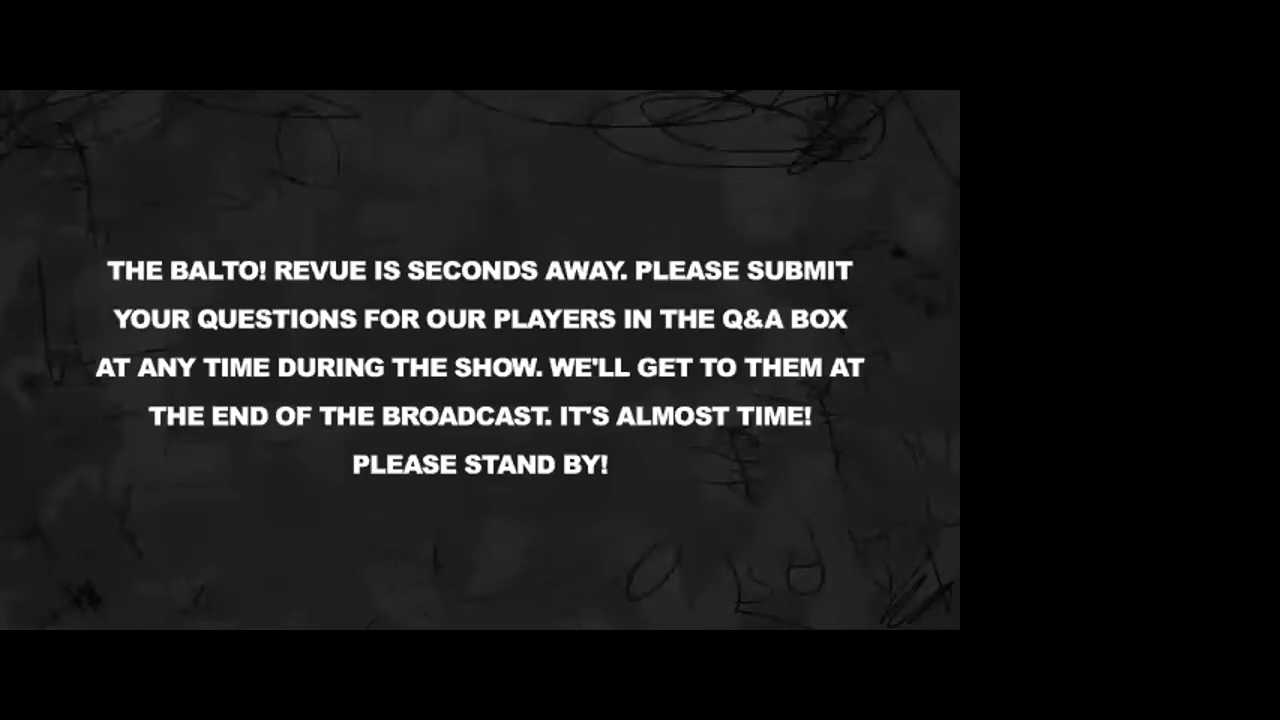 THE BALTO! REVUE IS SECONDS AWAY. PLEASE SUBMIT
YOUR QUESTIONS FOR OUR PLAYERS IN THE Q&A BOX
AT ANY TIME DURING THE SHOW. WE'LL GET TO THEM AT
THE END OF THE BROADCAST. IT'S ALMOST TIME!
PLEASE STAND BY!